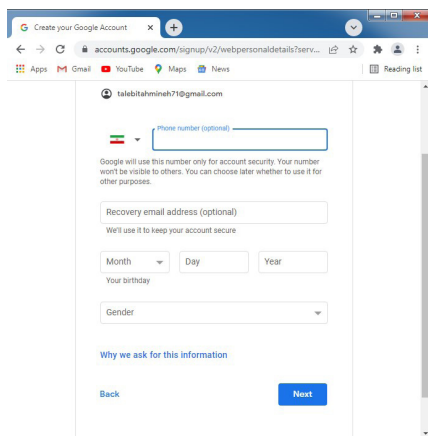 Create your Google Account
accounts.google.com/signup/v2/webpersonaldetails?serv...
Apps Gmail YouTube Maps News Reading list
talebitahmineh71@gmail.com
Phone number (optional)
Google will use this number only for account security. Your number
won't be visible to others. You can choose later whether to use it for
other purposes.
Recovery email address (optional)
We'll use it to keep your account secure
Month Day Year
Your birthday
Gender
Why we ask for this information
Back Next